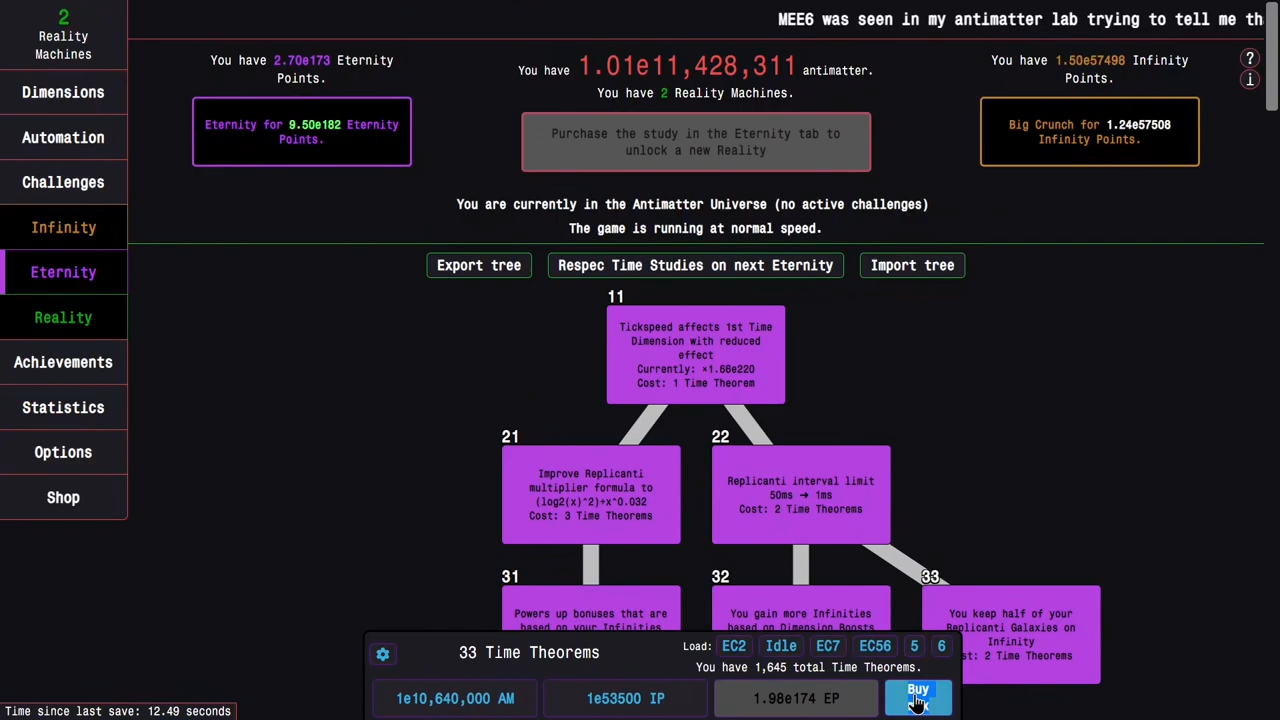 2
Reality
Machines
Dimensions
Automation
Challenges
Infinity
Eternity
Reality
Achievements
Statistics
Options
Shop
MEE6 was seen in my antimatter lab trying to tell me th
You have 2.70e173 Eternity
Points.
Eternity for 9.50e182 Eternity
Points.
You have 1.01e11,428,311 antimatter.
You have 2 Reality Machines.
Purchase the study in the Eternity tab to
unlock a new Reality
You have 1.50e57498 Infinity
Points.
Big Crunch for 1.24e57508
Infinity Points.
?
i
You are currently in the Antimatter Universe (no active challenges)
The game is running at normal speed.
Export tree
Respec Time Studies on next Eternity
Import tree
11
Tickspeed affects 1st Time
Dimension with reduced
effect
Currently: ×1.66e220
Cost: 1 Time Theorem
21
Improve Replicanti
multiplier formula to
(log2(x)^2)+x^0.032
Cost: 3 Time Theorems
22
Replicanti interval limit
50ms ➜ 1ms
Cost: 2 Time Theorems
31
Powers up bonuses that are
based on your Infinities
32
You gain more Infinities
based on Dimension Boosts
33
You keep half of your
Replicanti Galaxies on
Infinity
st: 2 Time Theorems
33 Time Theorems
Load: EC2 Idle EC7 EC56 5 6
You have 1,645 total Time Theorems.
1e10,640,000 AM
1e53500 IP
1.98e174 EP
Buy
Time since last save: 12.49 seconds